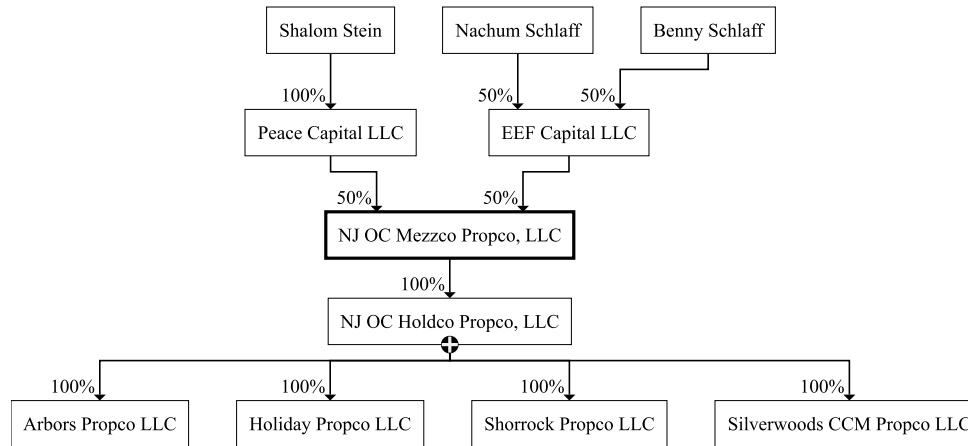 Shalom Stein
Nachum Schlaff
Benny Schlaff
100%
50%
50%
Peace Capital LLC
EEF Capital LLC
50%
50%
NJ OC Mezzco Propco, LLC
100%
NJ OC Holdco Propco, LLC
100%
100%
100%
100%
Arbors Propco LLC
Holiday Propco LLC
Shorrock Propco LLC
Silverwoods CCM Propco LLC